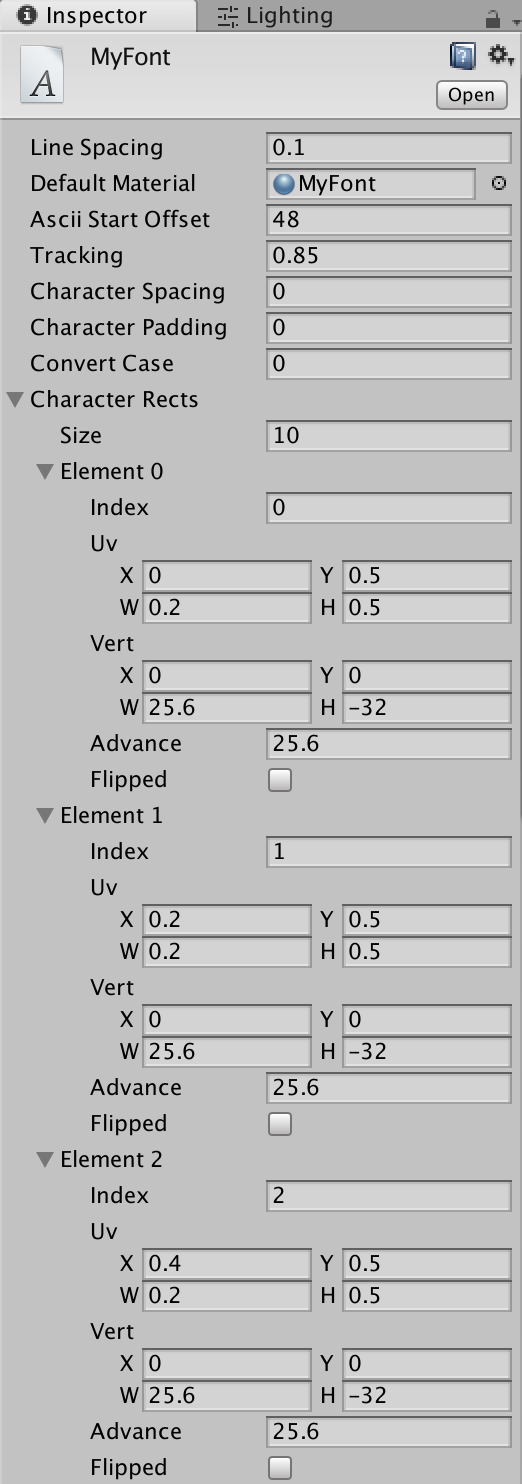 Inspector Lighting
MyFont
Open
Line Spacing 0.1
Default Material MyFont
Ascii Start Offset 48
Tracking 0.85
Character Spacing 0
Character Padding 0
Convert Case 0
Character Rects
Size 10
Element 0
Index 0
Uv
X 0 Y 0.5
W 0.2 H 0.5
Vert
X 0 Y 0
W 25.6 H -32
Advance 25.6
Flipped
Element 1
Index 1
Uv
X 0.2 Y 0.5
W 0.2 H 0.5
Vert
X 0 Y 0
W 25.6 H -32
Advance 25.6
Flipped
Element 2
Index 2
Uv
X 0.4 Y 0.5
W 0.2 H 0.5
Vert
X 0 Y 0
W 25.6 H -32
Advance 25.6
Flipped